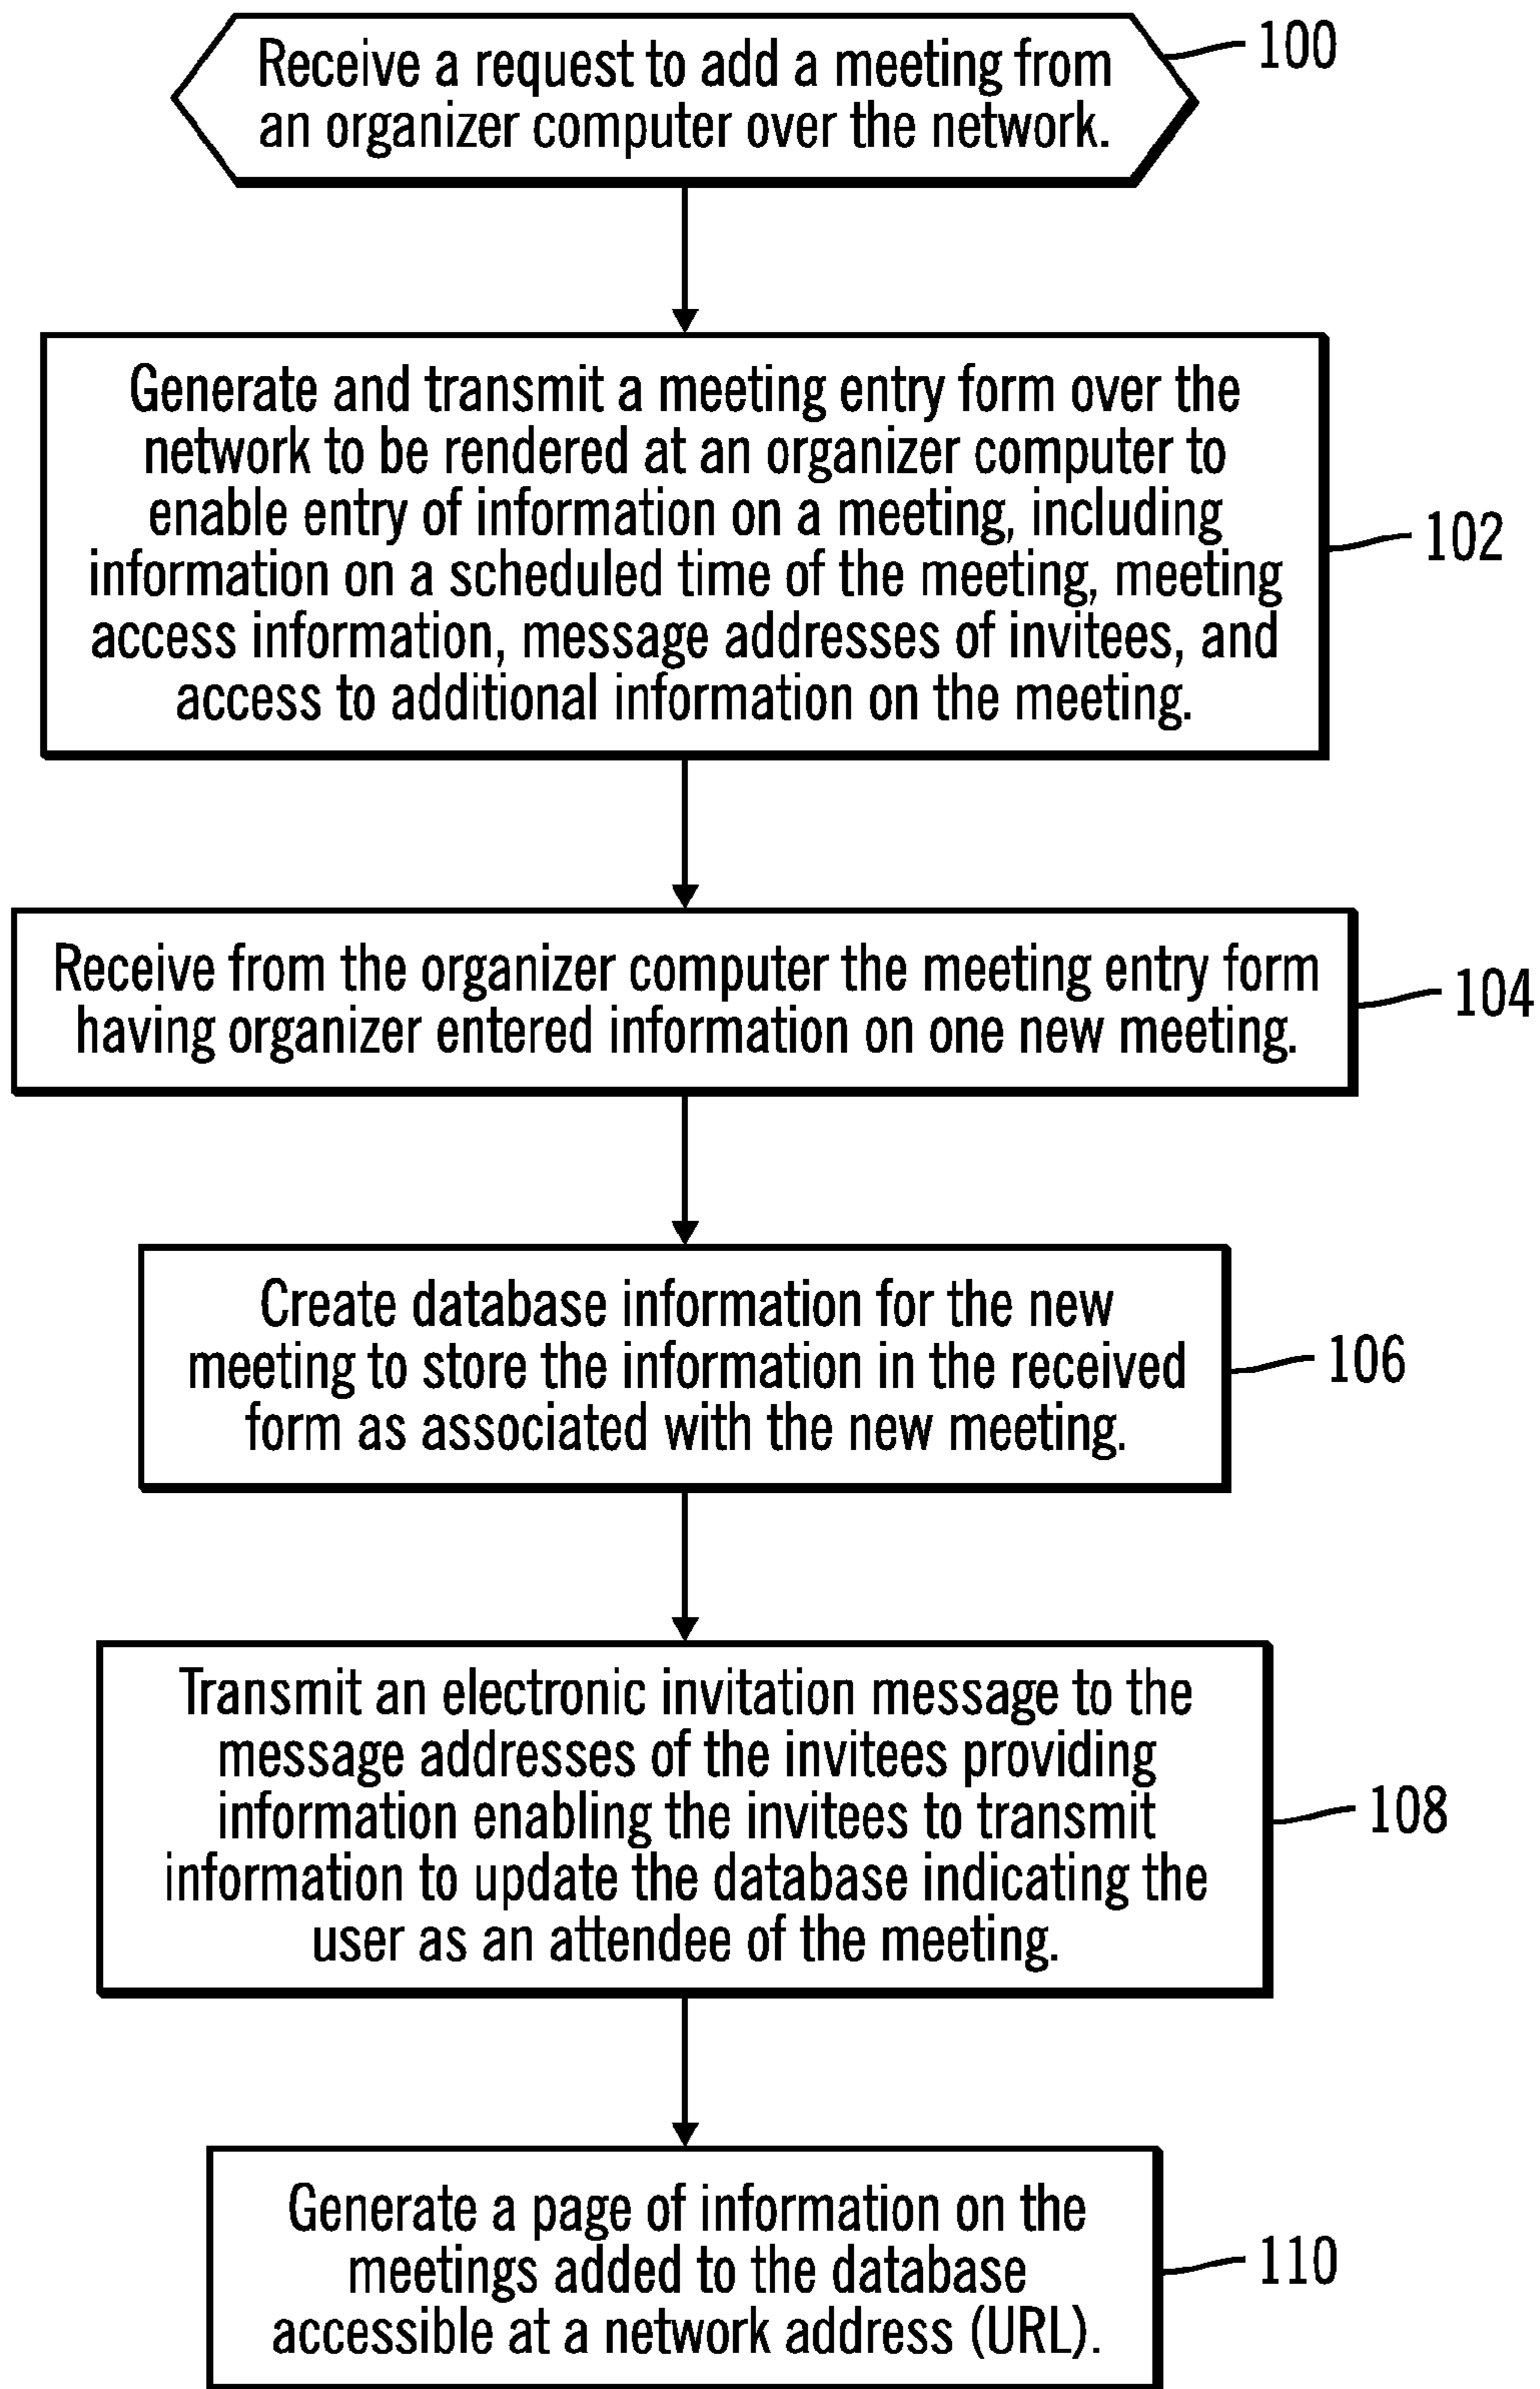 Receive a request to add a meeting from
an organizer computer over the network.
100
Generate and transmit a meeting entry form over the
network to be rendered at an organizer computer to
enable entry of information on a meeting, including
information on a scheduled time of the meeting, meeting
access information, message addresses of invitees, and
access to additional information on the meeting.
102
Receive from the organizer computer the meeting entry form
having organizer entered information on one new meeting.
104
Create database information for the new
meeting to store the information in the received
form as associated with the new meeting.
106
Transmit an electronic invitation message to the
message addresses of the invitees providing
information enabling the invitees to transmit
information to update the database indicating the
user as an attendee of the meeting.
108
Generate a page of information on the
meetings added to the database
accessible at a network address (URL).
110